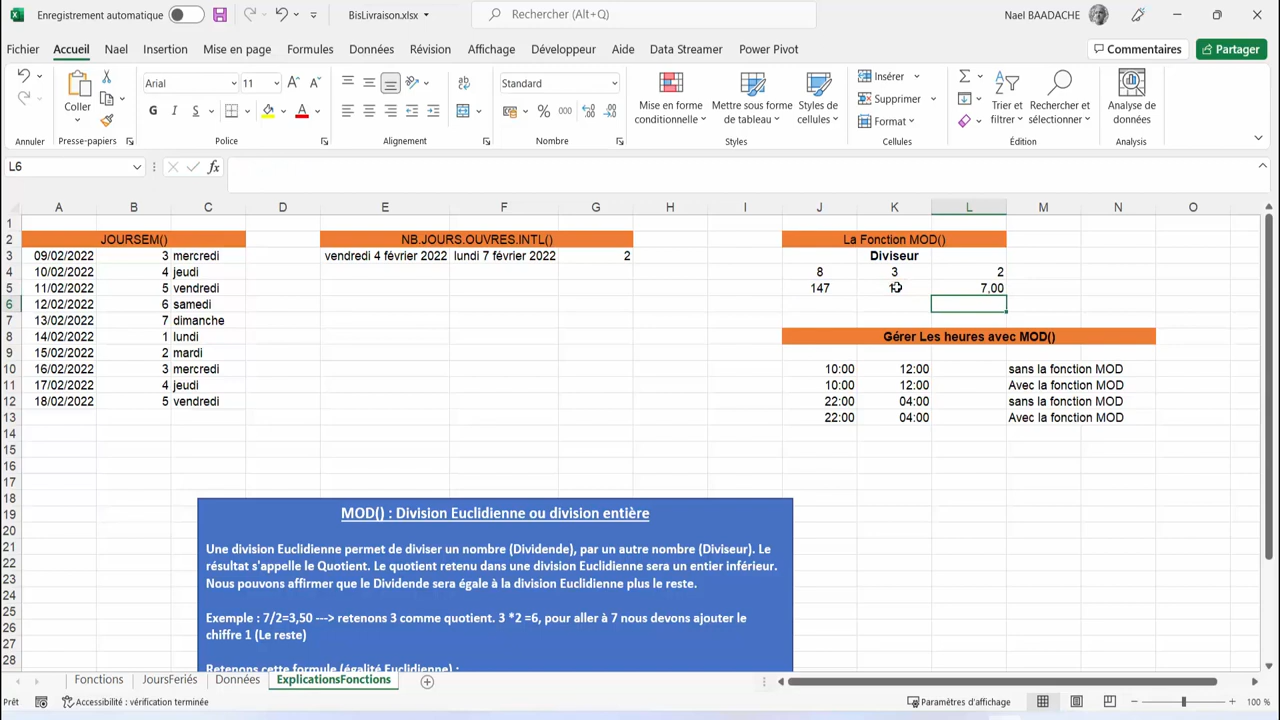 Enregistrement automatique
BisLivraison.xlsx
Rechercher (Alt+Q)
Nael BAADACHE
Fichier Accueil Nael Insertion Mise en page Formules Données Révision Affichage Développeur Aide Data Streamer Power Pivot
Commentaires Partager
Arial 11
Standard
Coller
G I S
% 000
Mise en forme conditionnelle
Mettre sous forme de tableau
Styles de cellules
Insérer
Supprimer
Format
Trier et filtrer
Rechercher et sélectionner
Analyse de données
Annuler Presse-papiers Police Alignement Nombre Styles Cellules Édition Analysis
L6 fx
A B C D E F G H I J K L M N O
1
2 JOURSEM() NB.JOURS.OUVRES.INTL() La Fonction MOD()
3 09/02/2022 3 mercredi vendredi 4 février 2022 lundi 7 février 2022 2 Diviseur
4 10/02/2022 4 jeudi 8 3 2
5 11/02/2022 5 vendredi 147 7,00
6 12/02/2022 6 samedi
7 13/02/2022 7 dimanche
8 14/02/2022 1 lundi Gérer Les heures avec MOD()
9 15/02/2022 2 mardi
10 16/02/2022 3 mercredi 10:00 12:00 sans la fonction MOD
11 17/02/2022 4 jeudi 10:00 12:00 Avec la fonction MOD
12 18/02/2022 5 vendredi 22:00 04:00 sans la fonction MOD
13 22:00 04:00 Avec la fonction MOD
14
15
16
17
18
19 MOD() : Division Euclidienne ou division entière
20
21 Une division Euclidienne permet de diviser un nombre (Dividende), par un autre nombre (Diviseur). Le
22 résultat s'appelle le Quotient. Le quotient retenu dans une division Euclidienne sera un entier inférieur.
23 Nous pouvons affirmer que le Dividende sera égale à la division Euclidienne plus le reste.
24
25 Exemple : 7/2=3,50 ---> retenons 3 comme quotient. 3 *2 =6, pour aller à 7 nous devons ajouter le
26 chiffre 1 (Le reste)
27
28 Retenons cette formule (égalité Euclidienne) :
Fonctions JoursFeriés Données ExplicationsFonctions
Prêt Accessibilité : vérification terminée Paramètres d'affichage 100 %